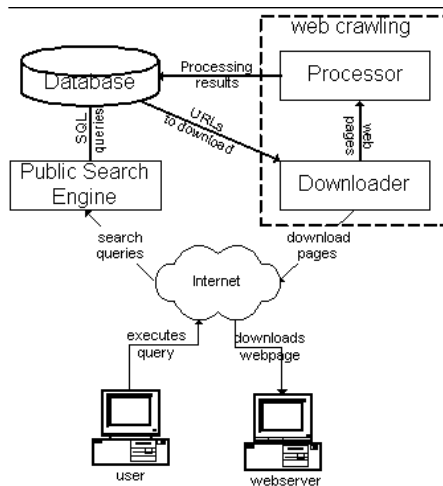 web crawling
Processing
results
Processor
Database
URLs
to download
web
pages
SQL
queries
Public Search
Engine
Downloader
search
queries
download
pages
Internet
executes
query
downloads
webpage
user
webserver